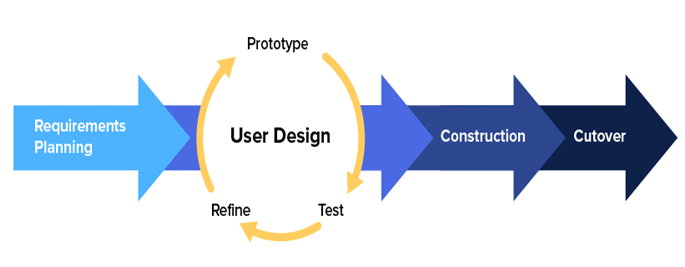 Requirements
Planning
Prototype
User Design
Refine
Test
Construction
Cutover